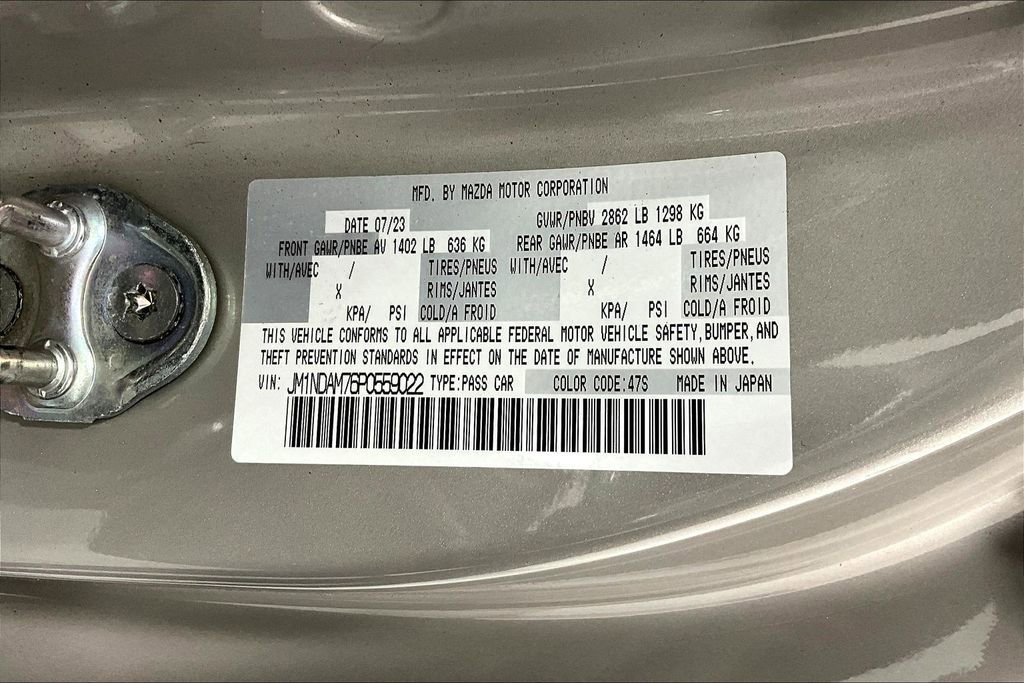 MFD. BY MAZDA MOTOR CORPORATION
DATE 07/23 GVWR/PNBV 2862 LB 1298 KG
FRONT GAWR/PNBE AV 1402 LB 636 KG REAR GAWR/PNBE AR 1464 LB 664 KG
WITH/AVEC / TIRES/PNEUS WITH/AVEC / TIRES/PNEUS
X RIMS/JANTES X RIMS/JANTES
KPA/ PSI COLD/A FROID KPA/ PSI COLD/A FROID
THIS VEHICLE CONFORMS TO ALL APPLICABLE FEDERAL MOTOR VEHICLE SAFETY, BUMPER, AND
THEFT PREVENTION STANDARDS IN EFFECT ON THE DATE OF MANUFACTURE SHOWN ABOVE.
VIN: JM1NDAM76P0559022 TYPE:PASS CAR COLOR CODE:47S MADE IN JAPAN